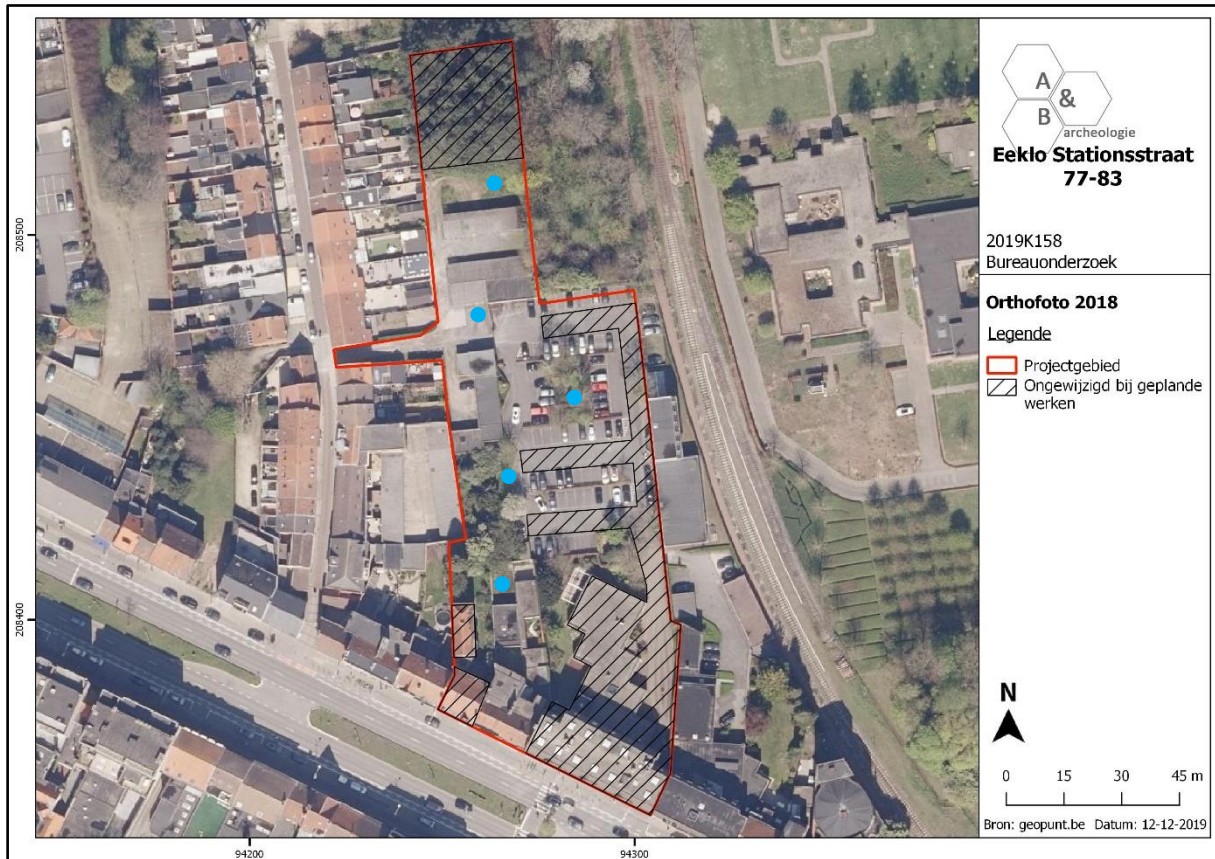 A
&
B
archeologie
Eeklo Stationsstraat
77-83
2019K158
Bureauonderzoek
Orthofoto 2018
Legende
Projectgebied
Ongewijzigd bij geplande
werken
N
0 15 30 45 m
Bron: geopunt.be Datum: 12-12-2019
208500
208400
94200 94300